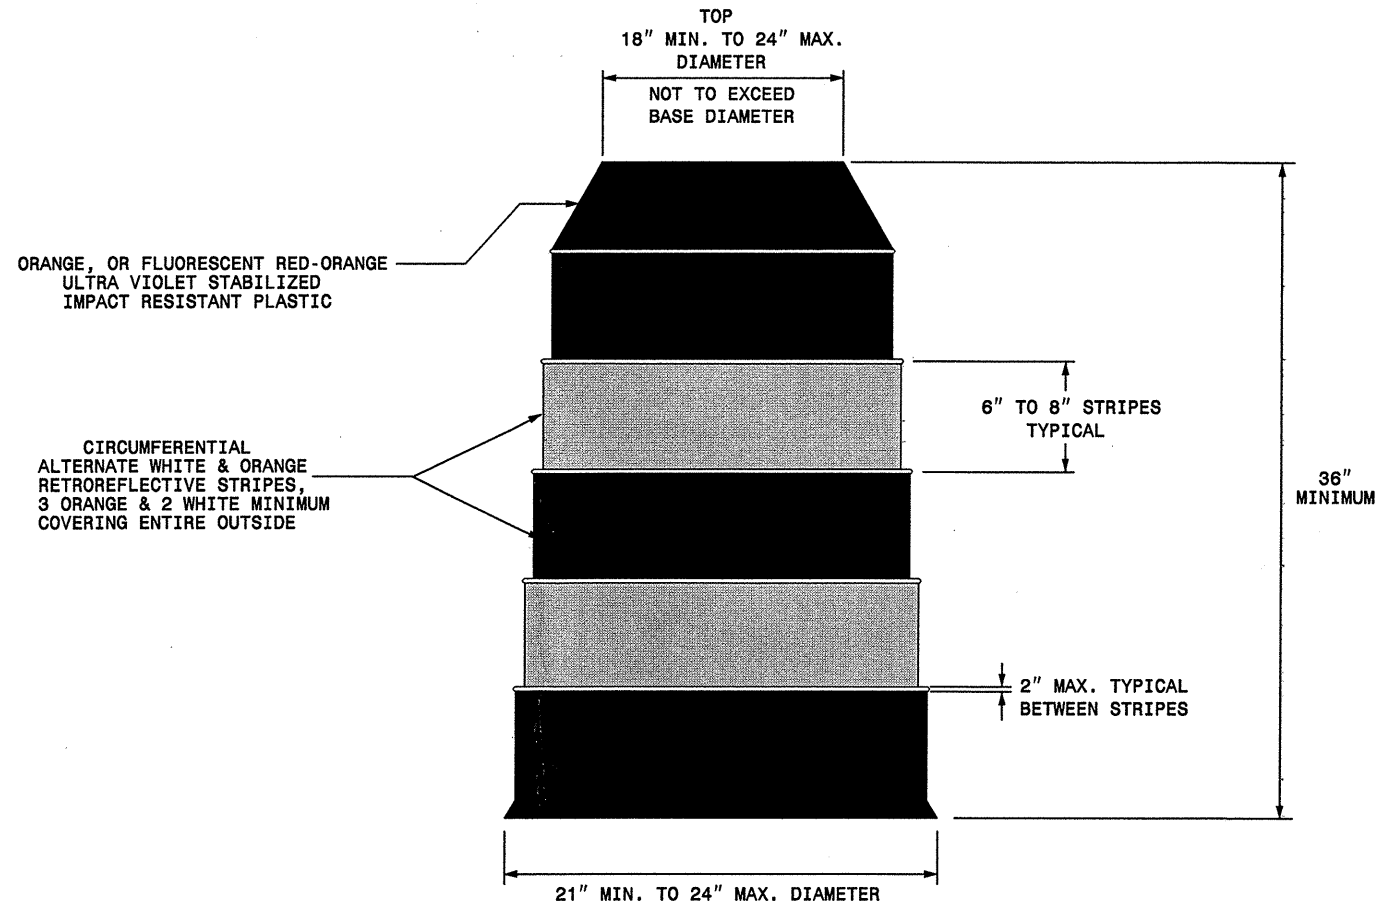 TOP
18" MIN. TO 24" MAX.
DIAMETER
NOT TO EXCEED
BASE DIAMETER
ORANGE, OR FLUORESCENT RED-ORANGE
ULTRA VIOLET STABILIZED
IMPACT RESISTANT PLASTIC
6" TO 8" STRIPES
TYPICAL
CIRCUMFERENTIAL
ALTERNATE WHITE & ORANGE
RETROREFLECTIVE STRIPES,
3 ORANGE & 2 WHITE MINIMUM
COVERING ENTIRE OUTSIDE
36"
MINIMUM
2" MAX. TYPICAL
BETWEEN STRIPES
21" MIN. TO 24" MAX. DIAMETER